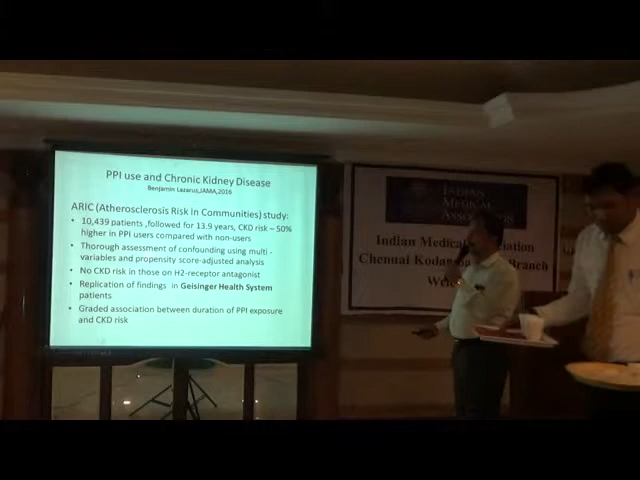 PPI use and Chronic Kidney Disease
Benjamin Lazarus,JAMA,2016
ARIC (Atherosclerosis Risk in Communities) study:
• 10,439 patients ,followed for 13.9 years, CKD risk – 50%
higher in PPI users compared with non-users
• Thorough assessment of confounding using multi -
variables and propensity score-adjusted analysis
• No CKD risk in those on H2-receptor antagonist
• Replication of findings in Geisinger Health System
patients
• Graded association between duration of PPI exposure
and CKD risk
INDIAN
MEDICAL
ASSOCIATION
Indian Medical
Chennai Branch